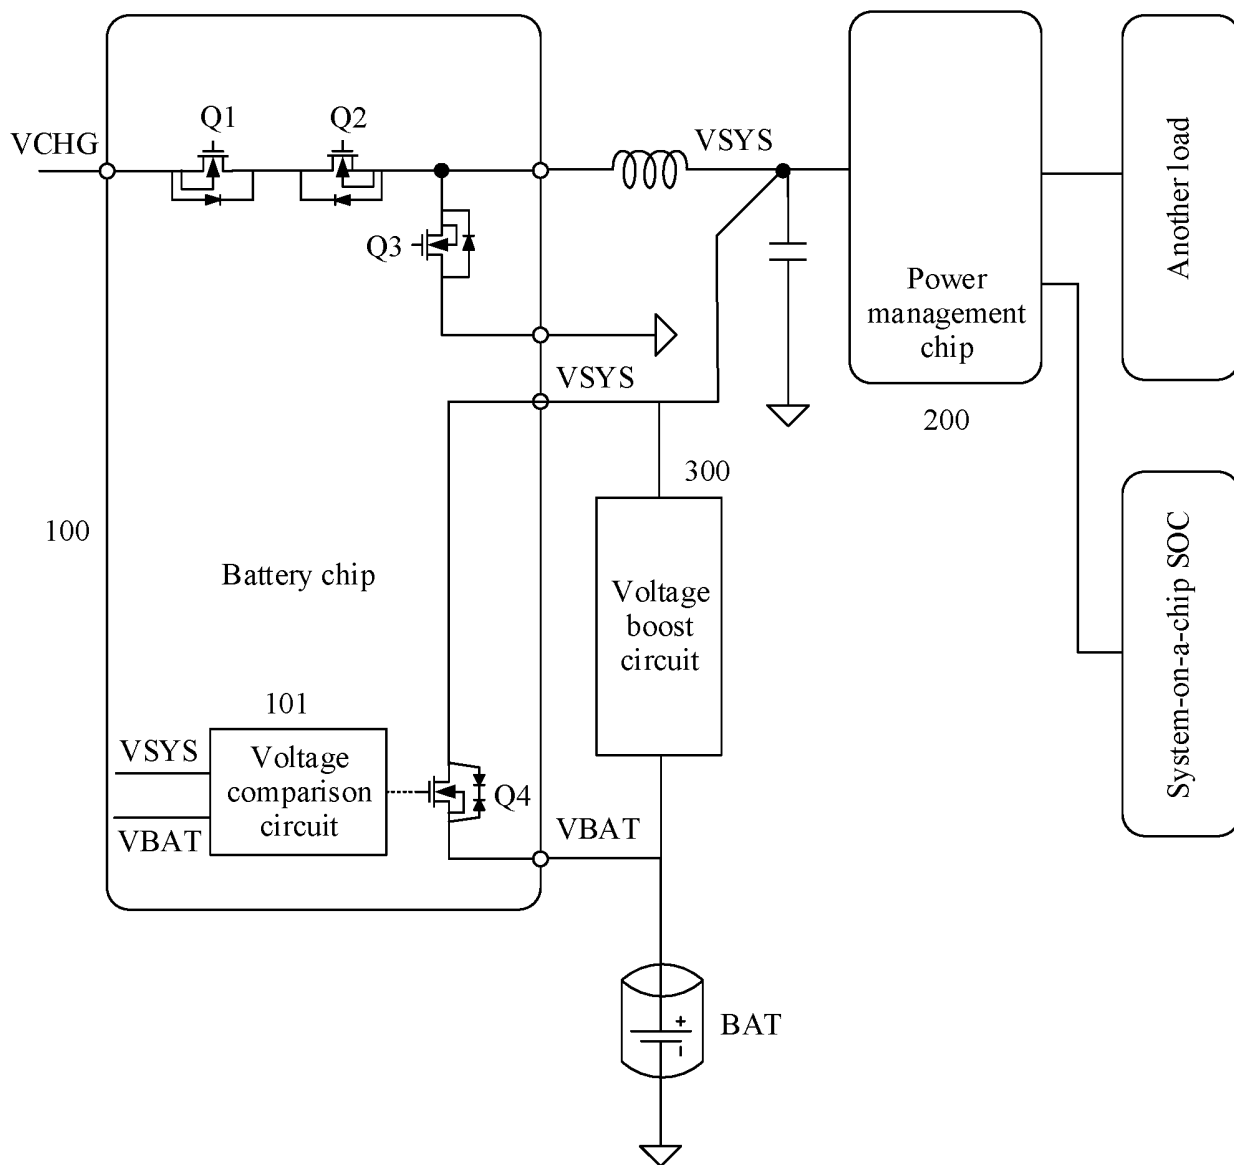 VCHG
Q1
Q2
VSYS
Q3
VSYS
Power
management
chip
200
Another load
100
Battery chip
300
Voltage
boost
circuit
System-on-a-chip SOC
101
VSYS
VBAT
Voltage
comparison
circuit
Q4
VBAT
+
BAT